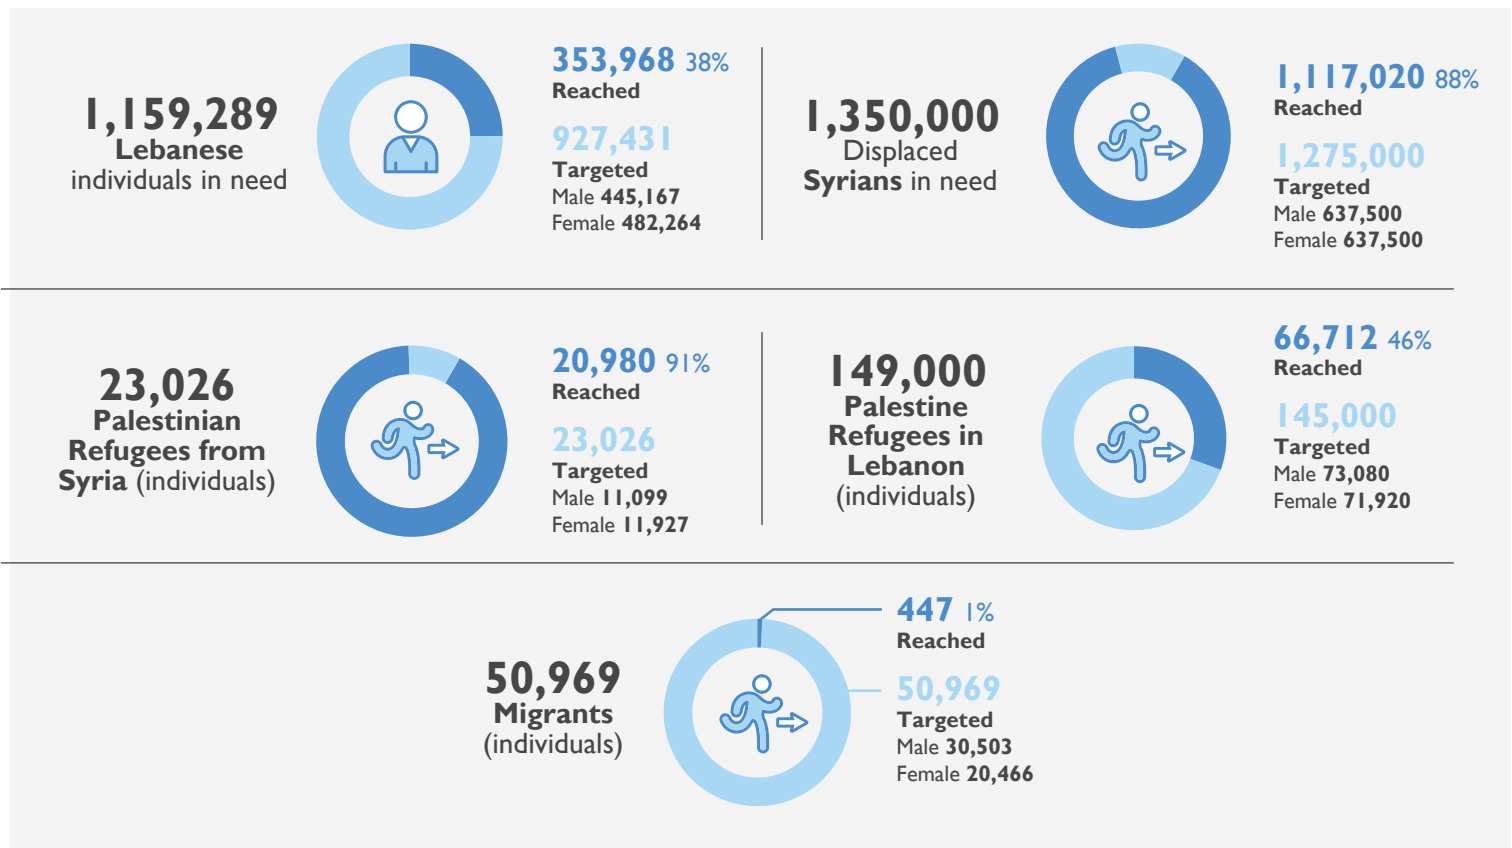 1,159,289
Lebanese
individuals in need
353,968 38%
Reached
927,431
Targeted
Male 445,167
Female 482,264
1,350,000
Displaced
Syrians in need
1,117,020 88%
Reached
1,275,000
Targeted
Male 637,500
Female 637,500
23,026
Palestinian
Refugees from
Syria (individuals)
20,980 91%
Reached
23,026
Targeted
Male 11,099
Female 11,927
149,000
Palestine
Refugees in
Lebanon
(individuals)
66,712 46%
Reached
145,000
Targeted
Male 73,080
Female 71,920
50,969
Migrants
(individuals)
447 1%
Reached
50,969
Targeted
Male 30,503
Female 20,466